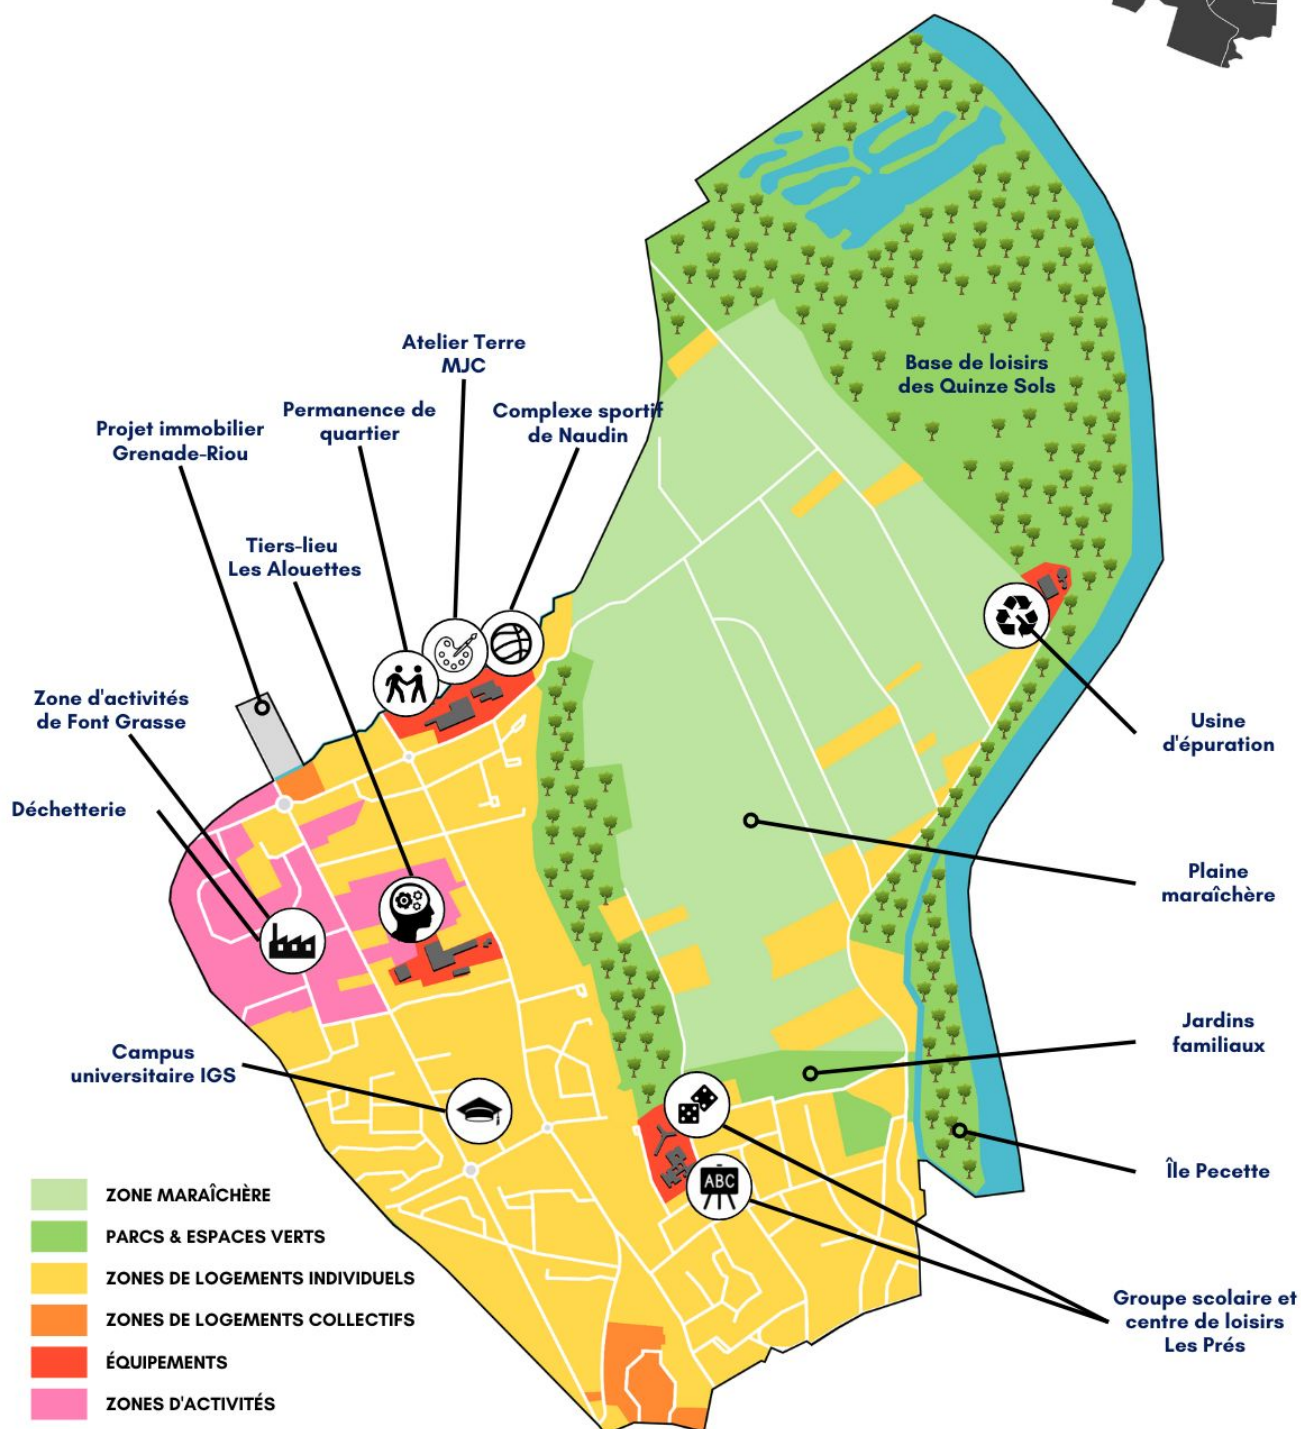 Atelier Terre
MJC
Permanence de
quartier
Complexe sportif
de Naudin
Projet immobilier
Grenade-Riou
Base de loisirs
des Quinze Sols
Tiers-lieu
Les Alouettes
Zone d'activités
de Font Grasse
Usine
d'épuration
Déchetterie
Plaine
maraîchère
Jardins
familiaux
Campus
universitaire IGS
Île Pecette
ABC
Groupe scolaire et
centre de loisirs
Les Prés
ZONE MARAÎCHÈRE
PARCS & ESPACES VERTS
ZONES DE LOGEMENTS INDIVIDUELS
ZONES DE LOGEMENTS COLLECTIFS
ÉQUIPEMENTS
ZONES D'ACTIVITÉS